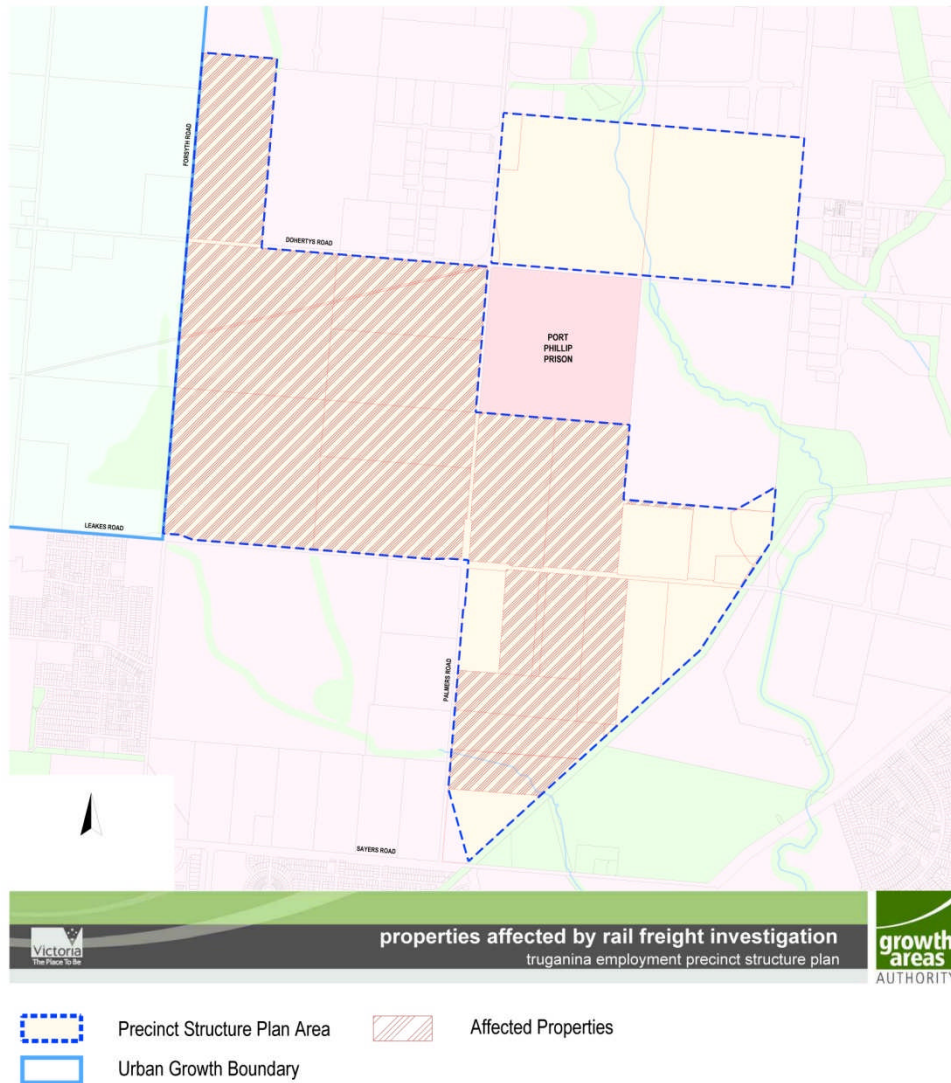 FORSYTH ROAD
DOHERTYS ROAD
PORT
PHILLIP
PRISON
LEAKES ROAD
PALMERS ROAD
SAYERS ROAD
Victoria
The Place To Be
properties affected by rail freight investigation
truganina employment precinct structure plan
growth
areas
AUTHORITY
Precinct Structure Plan Area
Affected Properties
Urban Growth Boundary